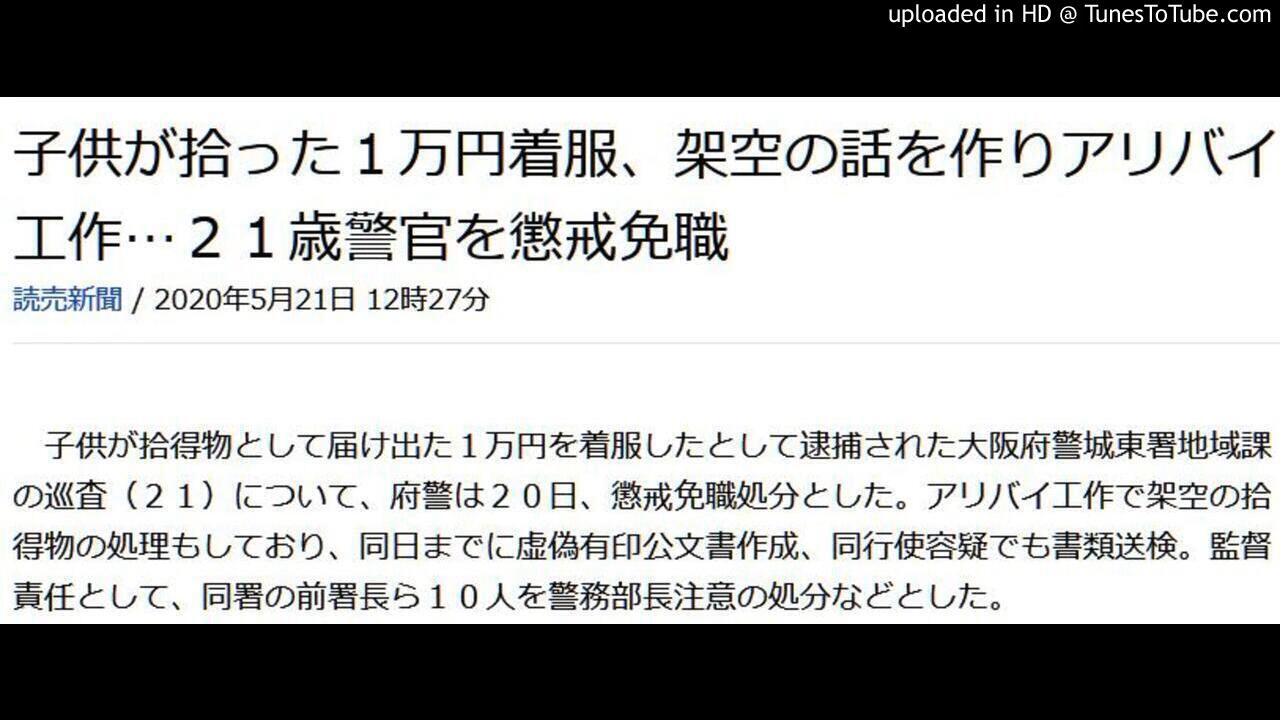 uploaded in HD @ TunesToTube.com
子供が拾った１万円着服、架空の話を作りアリバイ
工作…２１歳警官を懲戒免職
読売新聞 / 2020年5月21日 12時27分
子供が拾得物として届け出た１万円を着服したとして逮捕された大阪府警城東署地域課
の巡査（２１）について、府警は２０日、懲戒免職処分とした。アリバイ工作で架空の拾
得物の処理もしており、同日までに虚偽有印公文書作成、同行使容疑でも書類送検。監督
責任として、同署の前署長ら１０人を警務部長注意の処分などとした。